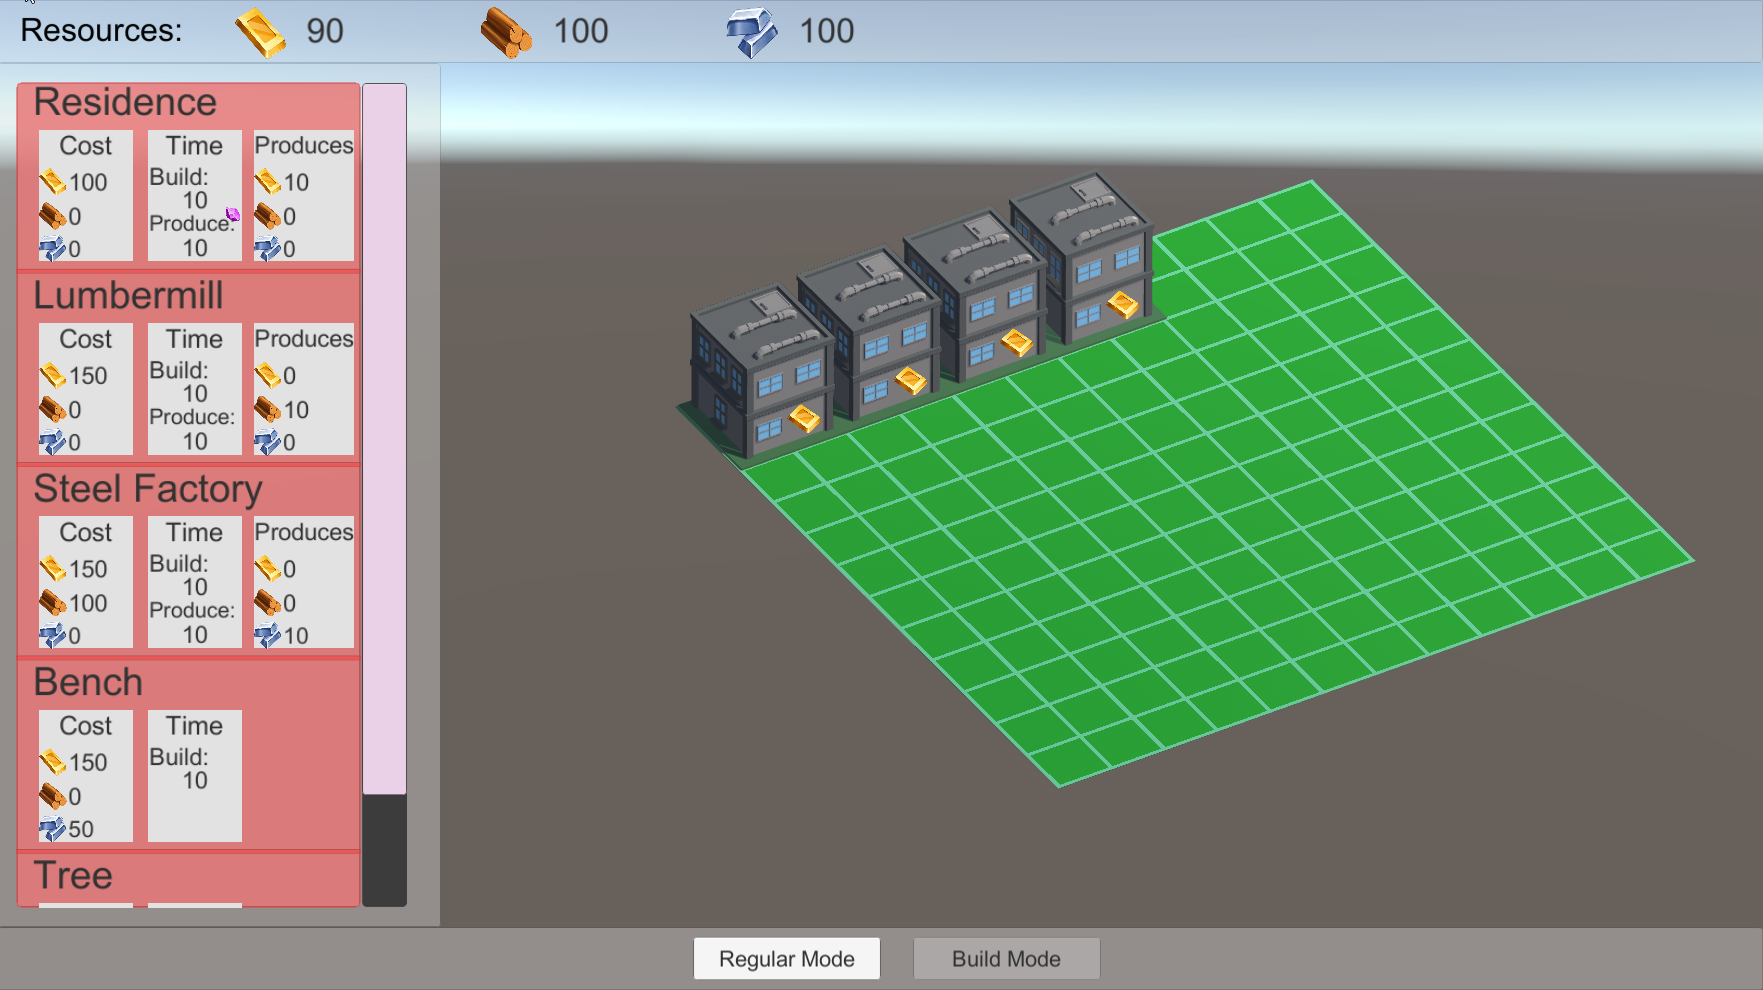 Resources: 90 100 100
Residence
Cost Time Produces
100 Build: 10
10
0 Produce: 0
0 10 0
Lumbermill
Cost Time Produces
150 Build: 0
10
0 Produce: 10
0 10 0
Steel Factory
Cost Time Produces
150 Build: 0
10
100 Produce: 0
0 10 10
Bench
Cost Time
150 Build:
10
0
50
Tree
Regular Mode Build Mode